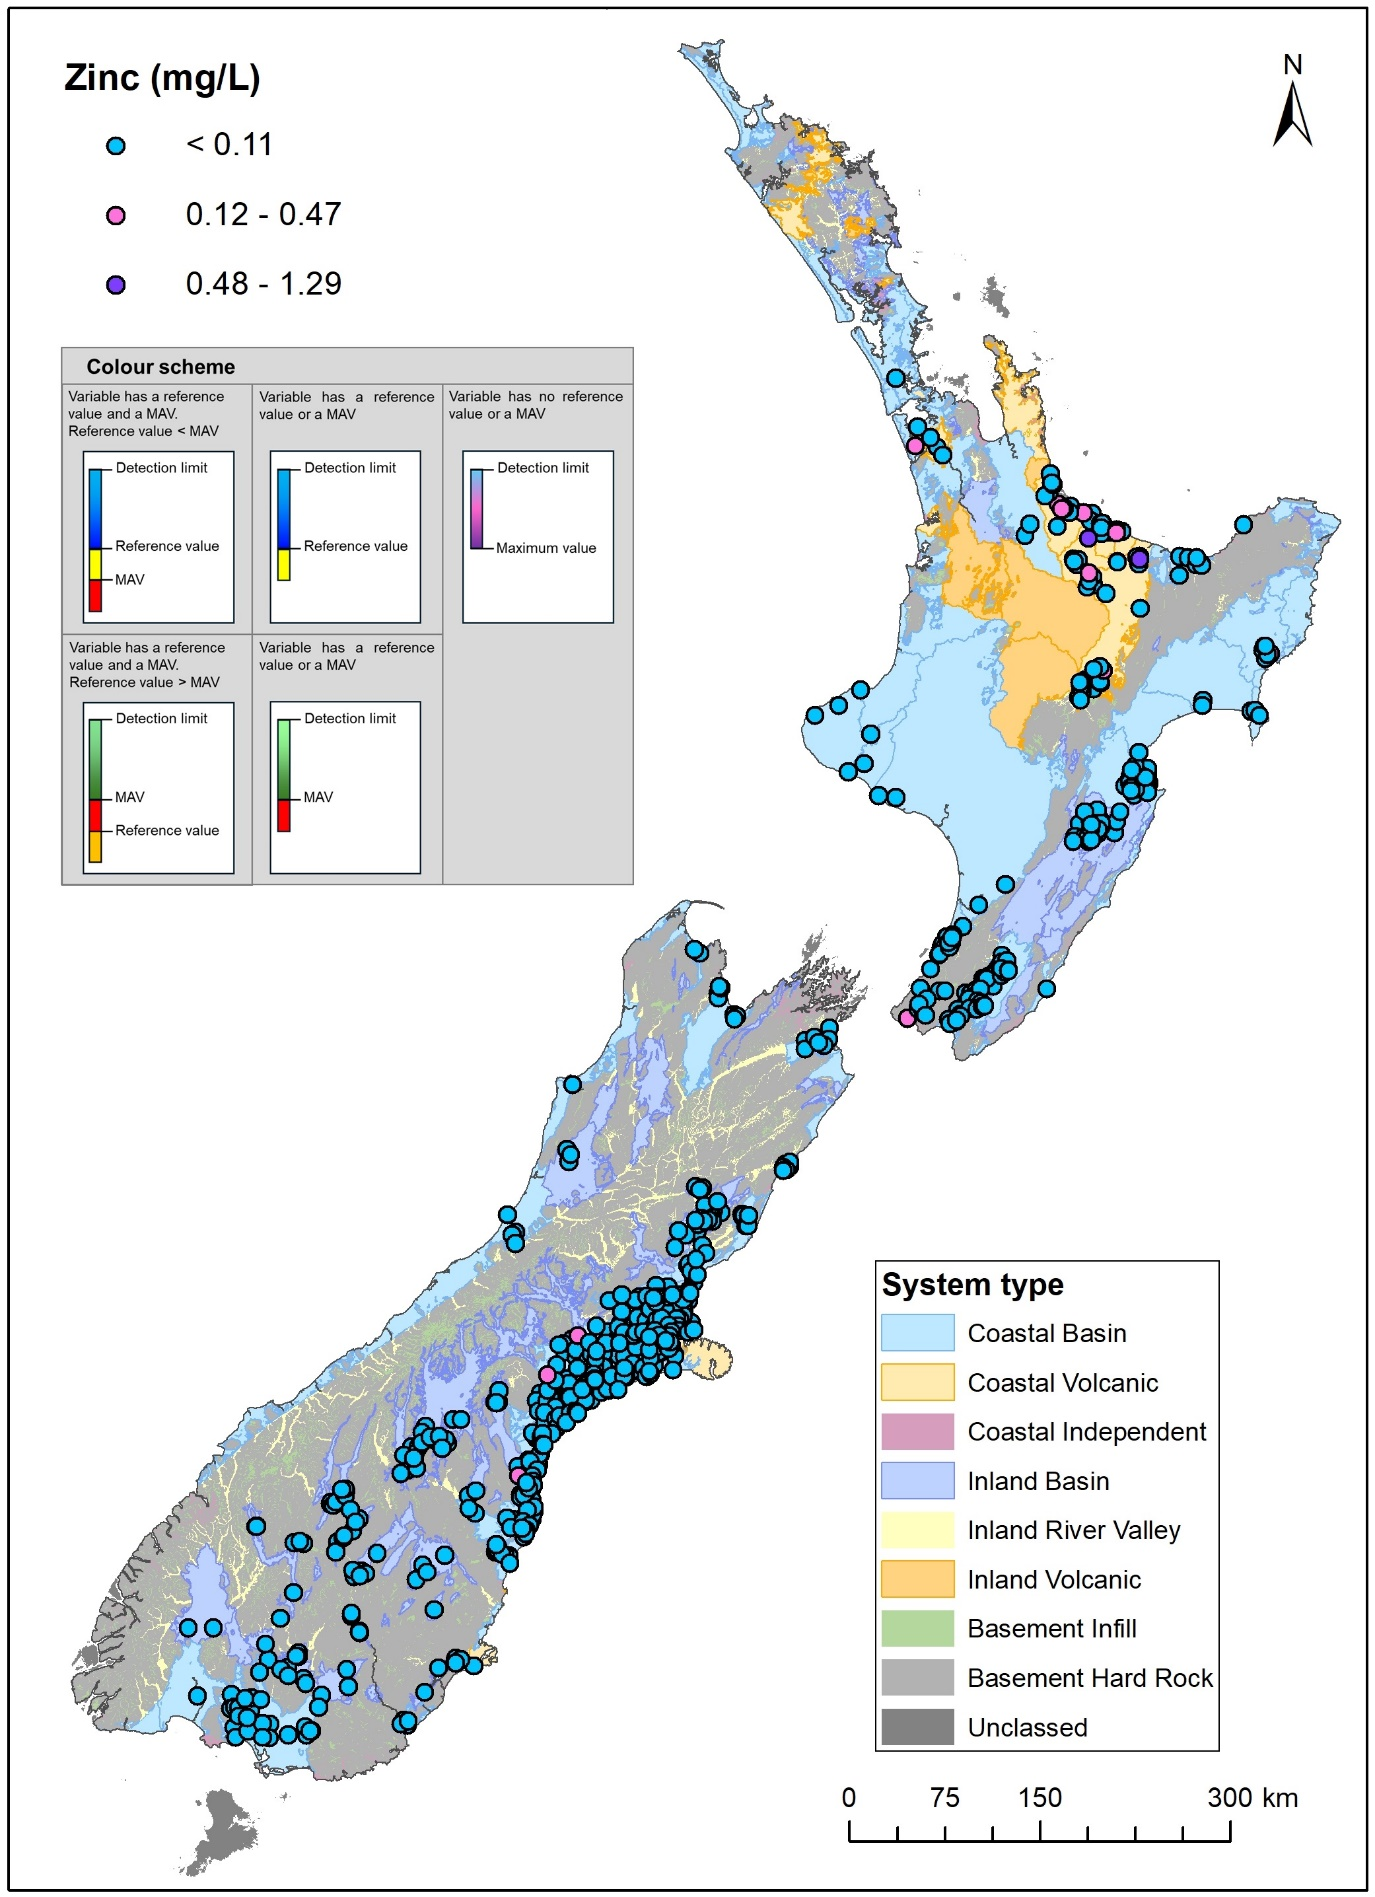 Zinc (mg/L)
< 0.11
0.12 - 0.47
0.48 - 1.29
N
Colour scheme
Variable has a reference
value and a MAV.
Reference value < MAV
Detection limit
Reference value
MAV
Variable has a reference
value or a MAV
Detection limit
Reference value
Variable has no reference
value or a MAV
Detection limit
Maximum value
Variable has a reference
value and a MAV.
Reference value > MAV
Detection limit
MAV
Reference value
Variable has a reference
value or a MAV
Detection limit
MAV
System type
Coastal Basin
Coastal Volcanic
Coastal Independent
Inland Basin
Inland River Valley
Inland Volcanic
Basement Infill
Basement Hard Rock
Unclassed
0 75 150 300 km